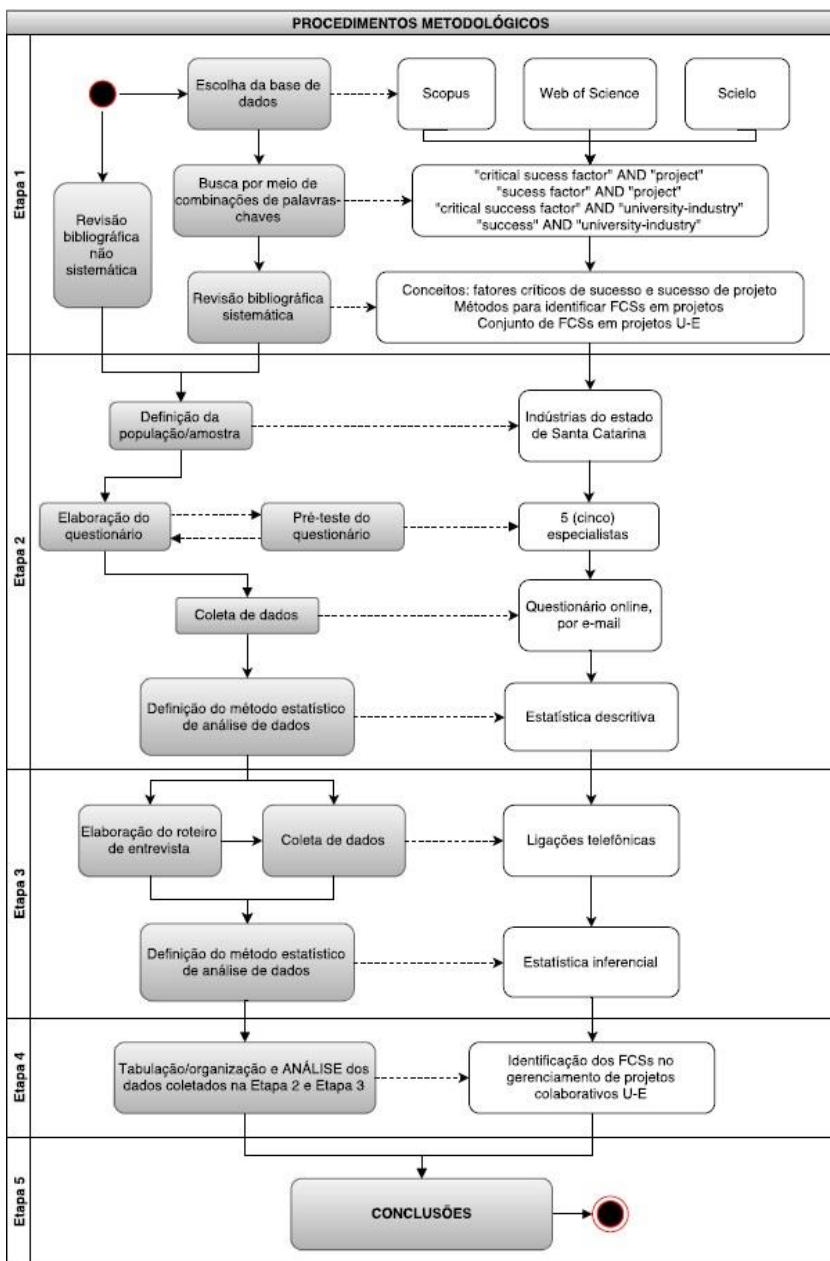 PROCEDIMENTOS METODOLÓGICOS
Etapa 1
Escolha da base de
dados
Scopus
Web of Science
Scielo
Revisão
bibliográfica
não
sistemática
Busca por meio de
combinações de palavras-
chaves
"critical sucess factor" AND "project"
"sucess factor" AND "project"
"critical success factor" AND "university-industry"
"success" AND "university-industry"
Revisão bibliográfica
sistemática
Conceitos: fatores críticos de sucesso e sucesso de projeto
Métodos para identificar FCSs em projetos
Conjunto de FCSs em projetos U-E
Etapa 2
Definição da
população/amostra
Indústrias do estado
de Santa Catarina
Elaboração do
questionário
Pré-teste do
questionário
5 (cinco)
especialistas
Coleta de dados
Questionário online,
por e-mail
Definição do método estatístico
de análise de dados
Estatística descritiva
Etapa 3
Elaboração do roteiro
de entrevista
Coleta de dados
Ligações telefônicas
Definição do método estatístico
de análise de dados
Estatística inferencial
Etapa 4
Tabulação/organização e ANÁLISE dos
dados coletados na Etapa 2 e Etapa 3
Identificação dos FCSs no
gerenciamento de projetos
colaborativos U-E
Etapa 5
CONCLUSÕES